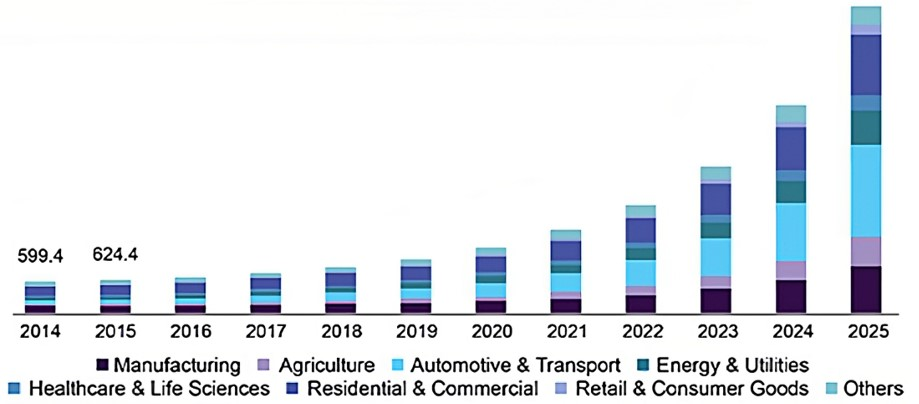 599.4
624.4
2014 2015 2016 2017 2018 2019 2020 2021 2022 2023 2024 2025
Manufacturing Agriculture Automotive & Transport Energy & Utilities
Healthcare & Life Sciences Residential & Commercial Retail & Consumer Goods Others